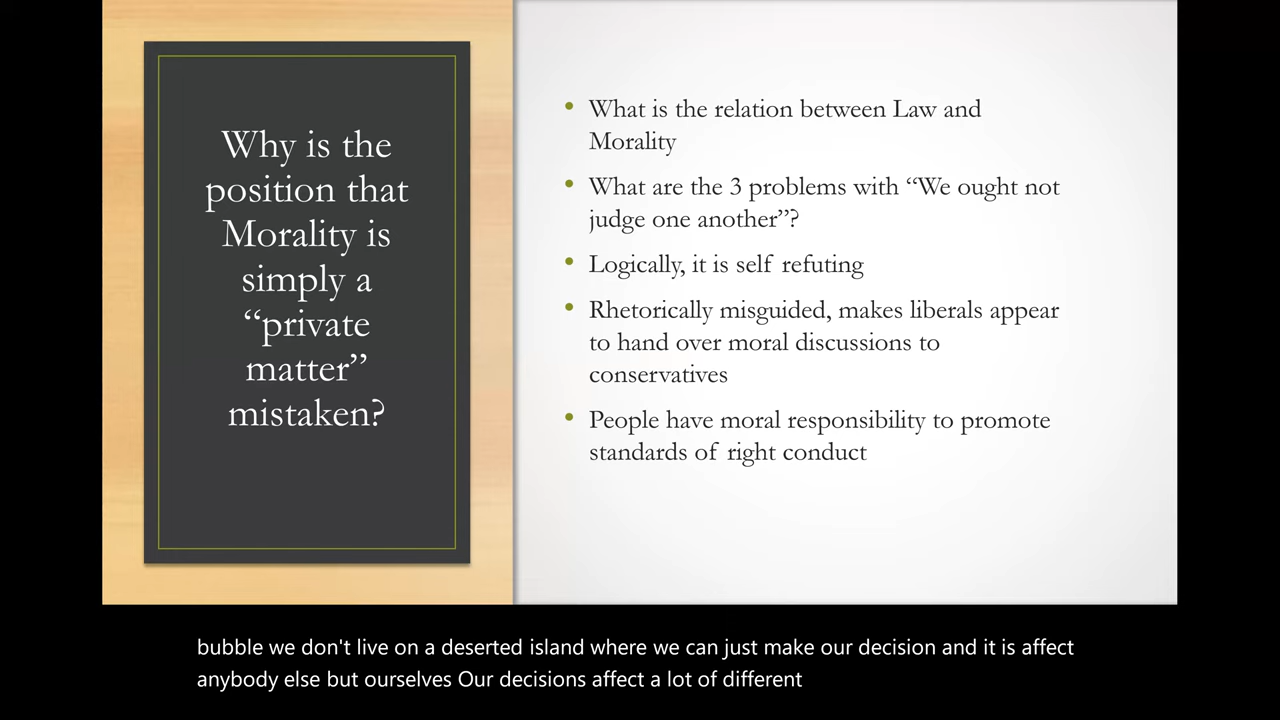 Why is the
position that
Morality is
simply a
“private
matter”
mistaken?
• What is the relation between Law and
Morality
• What are the 3 problems with “We ought not
judge one another”?
• Logically, it is self refuting
• Rhetorically misguided, makes liberals appear
to hand over moral discussions to
conservatives
• People have moral responsibility to promote
standards of right conduct
bubble we don't live on a deserted island where we can just make our decision and it is affect
anybody else but ourselves Our decisions affect a lot of different